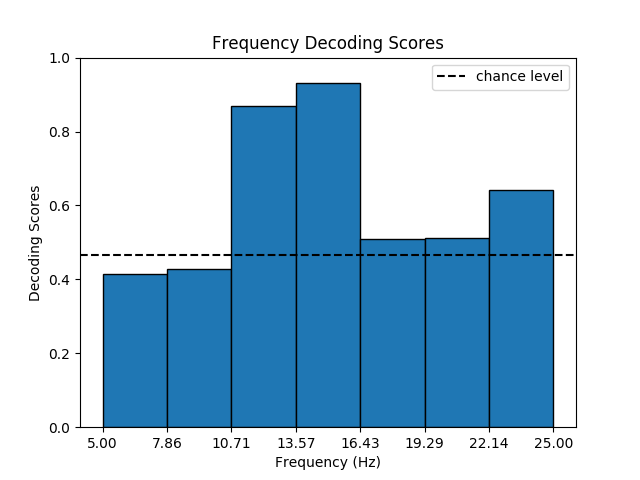 Frequency Decoding Scores
chance level
Decoding Scores
1.0
0.8
0.6
0.4
0.2
0.0
5.00 7.86 10.71 13.57 16.43 19.29 22.14 25.00
Frequency (Hz)